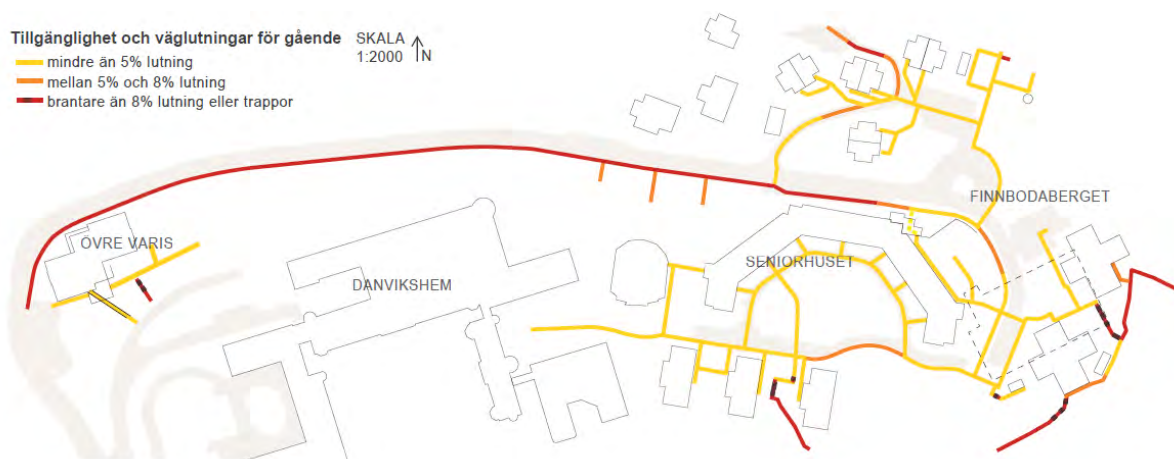 Tillgänglighet och väglutningar för gående
SKALA
1:2000
N
mindre än 5% lutning
mellan 5% och 8% lutning
brantare än 8% lutning eller trappor
FINNBODABERGET
ÖVRE VARIS
SENIORHUSET
DANVIKSHEM